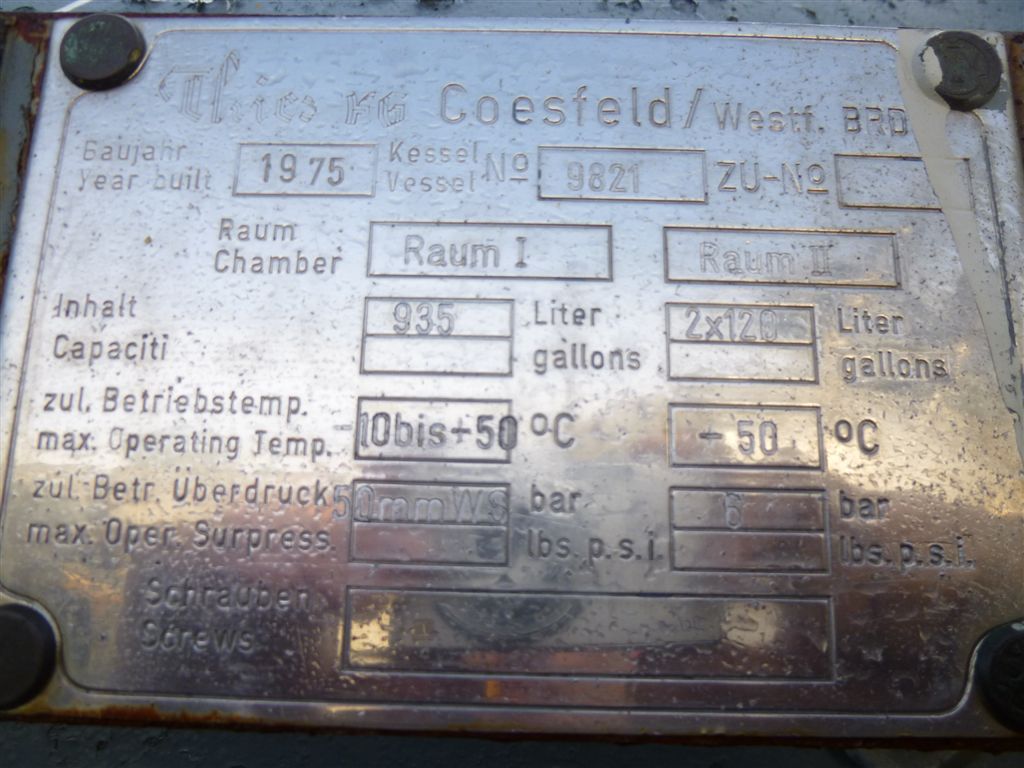 Thies KG Coesfeld/Westf. BRD
Baujahr 1975 Kessel No 9821 ZU-No
Year built Vessel
Raum Raum I Raum II
Chamber
Inhalt 935 Liter 2x120 Liter
Capaciti gallons gallons
zul. Betriebstemp. -10bis+50 °C - 50 °C
max. Operating Temp.
zul. Betr. Überdruck 50mmWS bar 6 bar
max. Oper. Surpress. lbs. p.s.i. lbs. p.s.i.
Schrauben
Screws